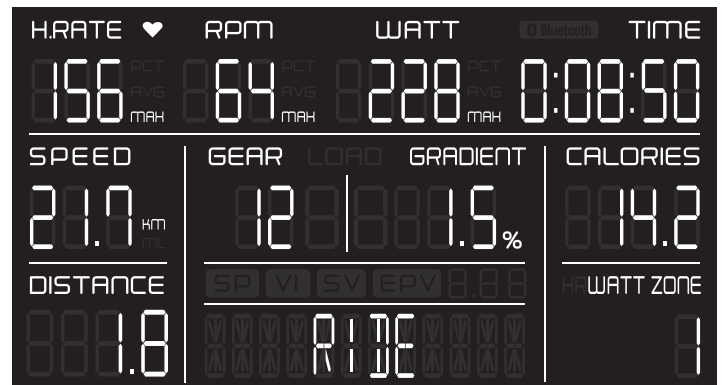 H.RATE ♥ RPM WATT Bluetooth TIME
PCT PCT PCT
AVG AVG AVG
156 MAX 64 MAX 228 MAX 0:08:50
SPEED GEAR LOAD GRADIENT CALORIES
21.7 KM 12 1.5% 14.2
ML
DISTANCE SP VI SV EPV HR WATT ZONE
1.8 RIDE 1